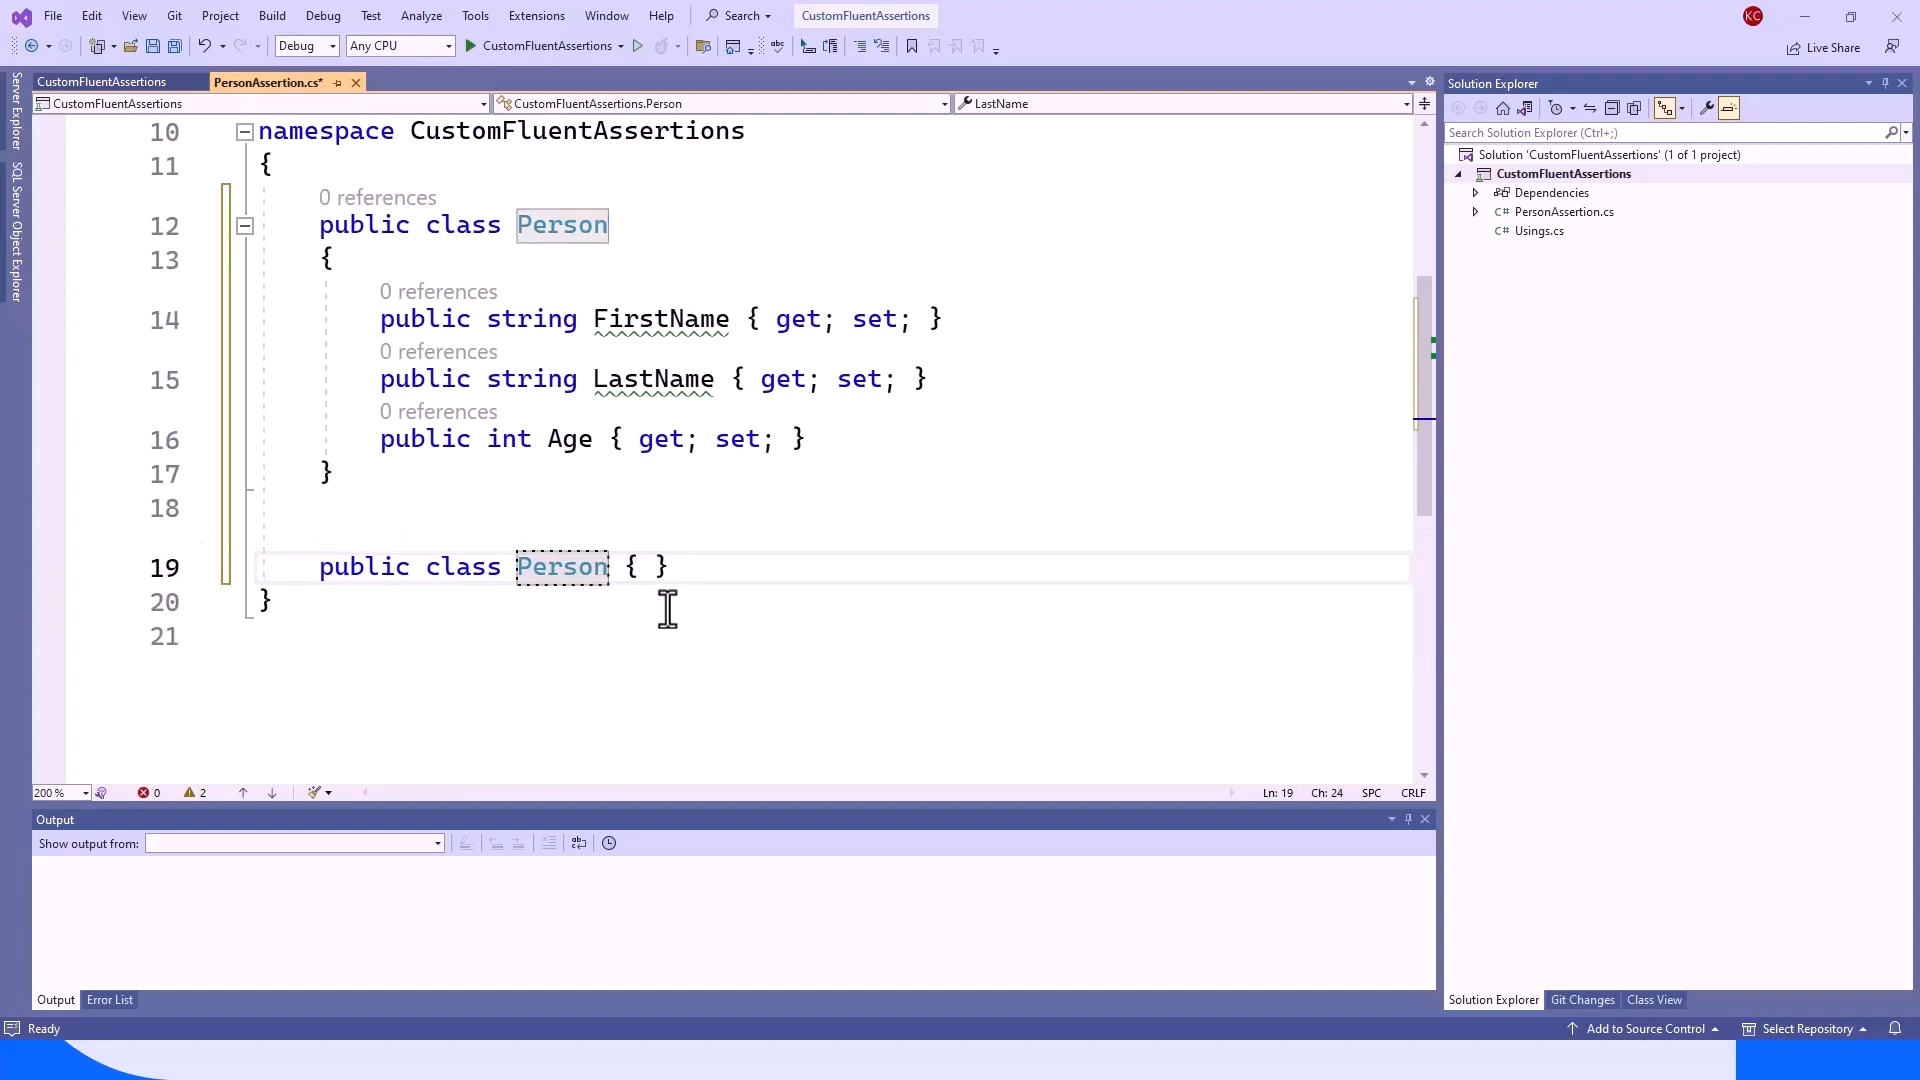 File Edit View Git Project Build Debug Test Analyze Tools Extensions Window Help Search CustomFluentAssertions KC
Debug Any CPU CustomFluentAssertions Live Share
CustomFluentAssertions PersonAssertion.cs*
CustomFluentAssertions CustomFluentAssertions.Person LastName
Server Explorer
SQL Server Object Explorer
10 namespace CustomFluentAssertions
11 {
0 references
12 public class Person
13 {
0 references
14 public string FirstName { get; set; }
0 references
15 public string LastName { get; set; }
0 references
16 public int Age { get; set; }
17 }
18
19 public class Person { }
20 }
21
200 % 0 2 Ln: 19 Ch: 24 SPC CRLF
Output
Show output from:
Output Error List
Solution Explorer
Search Solution Explorer (Ctrl+;)
Solution 'CustomFluentAssertions' (1 of 1 project)
CustomFluentAssertions
Dependencies
C# PersonAssertion.cs
C# Usings.cs
Solution Explorer Git Changes Class View
Ready Add to Source Control Select Repository